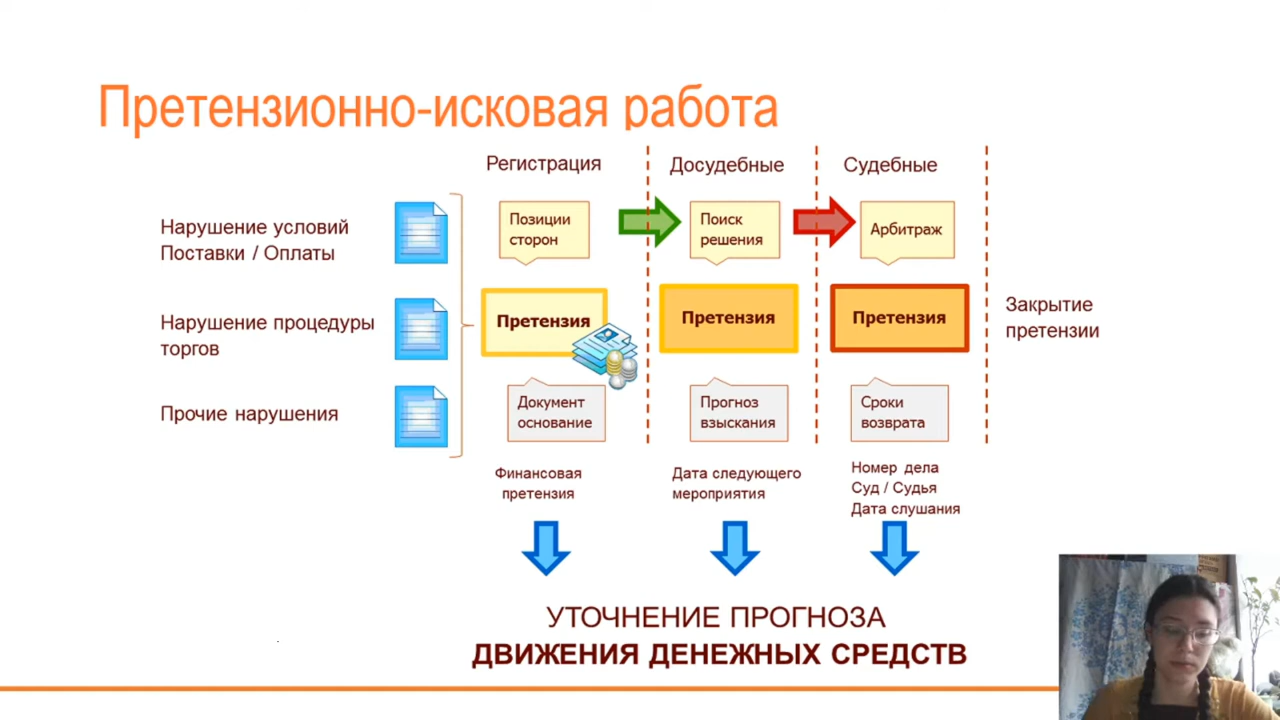 Претензионно-исковая работа
Регистрация
Досудебные
Судебные
Нарушение условий
Поставки / Оплаты
Позиции
сторон
Поиск
решения
Арбитраж
Нарушение процедуры
торгов
Претензия
Претензия
Претензия
Закрытие
претензии
Прочие нарушения
Документ
основание
Прогноз
взыскания
Сроки
возврата
Финансовая
претензия
Дата следующего
мероприятия
Номер дела
Суд / Судья
Дата слушания
УТОЧНЕНИЕ ПРОГНОЗА
ДВИЖЕНИЯ ДЕНЕЖНЫХ СРЕДСТВ